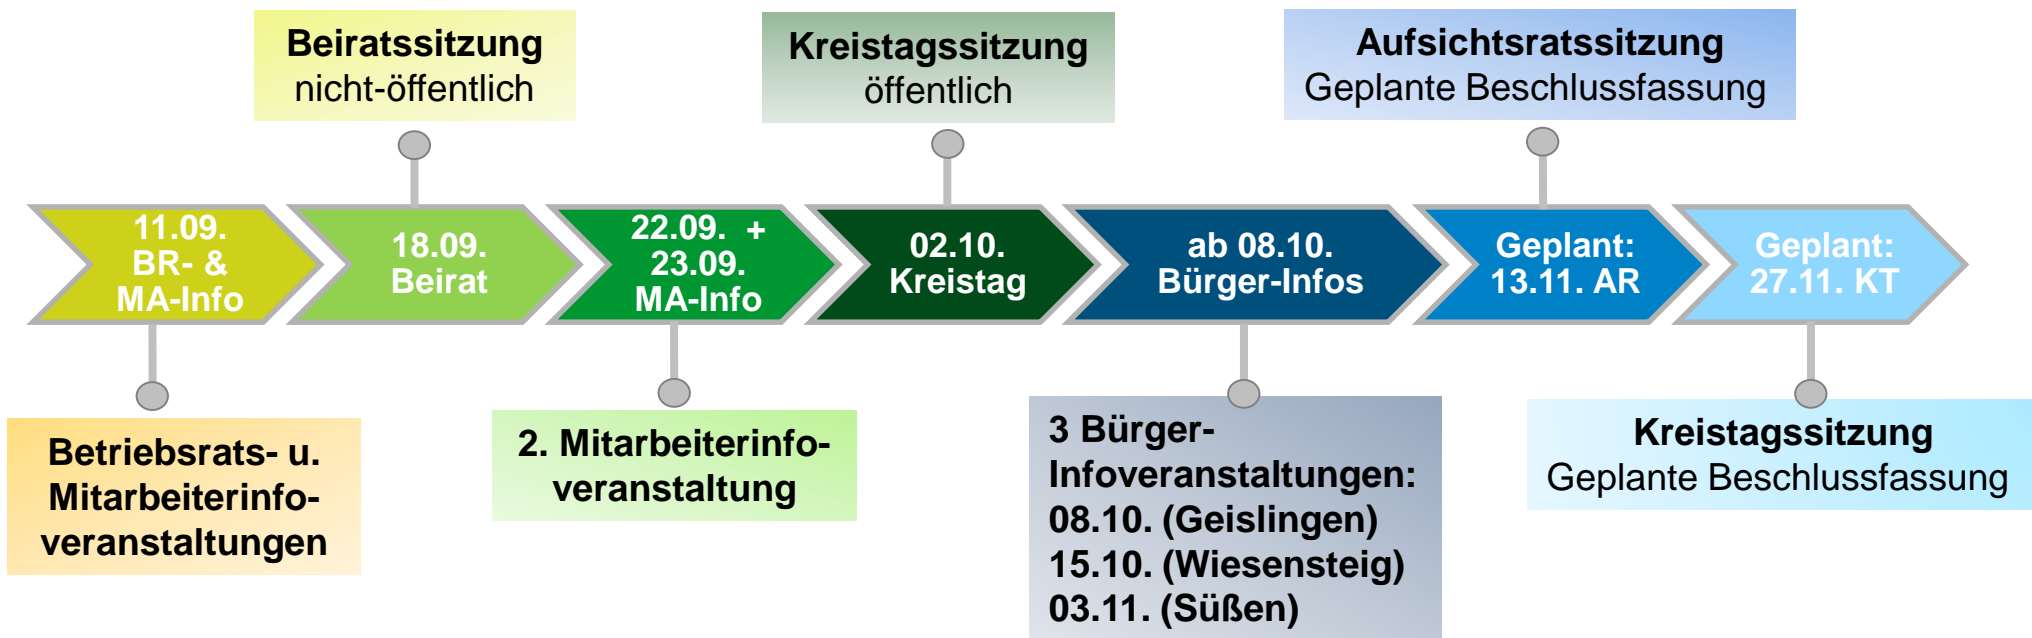 Beiratssitzung
nicht-öffentlich
Kreistagssitzung
öffentlich
Aufsichtsratssitzung
Geplante Beschlussfassung
11.09.
BR- &
MA-Info
18.09.
Beirat
22.09. +
23.09.
MA-Info
02.10.
Kreistag
ab 08.10.
Bürger-Infos
Geplant:
13.11. AR
Geplant:
27.11. KT
Betriebsrats- u.
Mitarbeiterinfo-
veranstaltungen
2. Mitarbeiterinfo-
veranstaltung
3 Bürger-
Infoveranstaltungen:
08.10. (Geislingen)
15.10. (Wiesensteig)
03.11. (Süßen)
Kreistagssitzung
Geplante Beschlussfassung